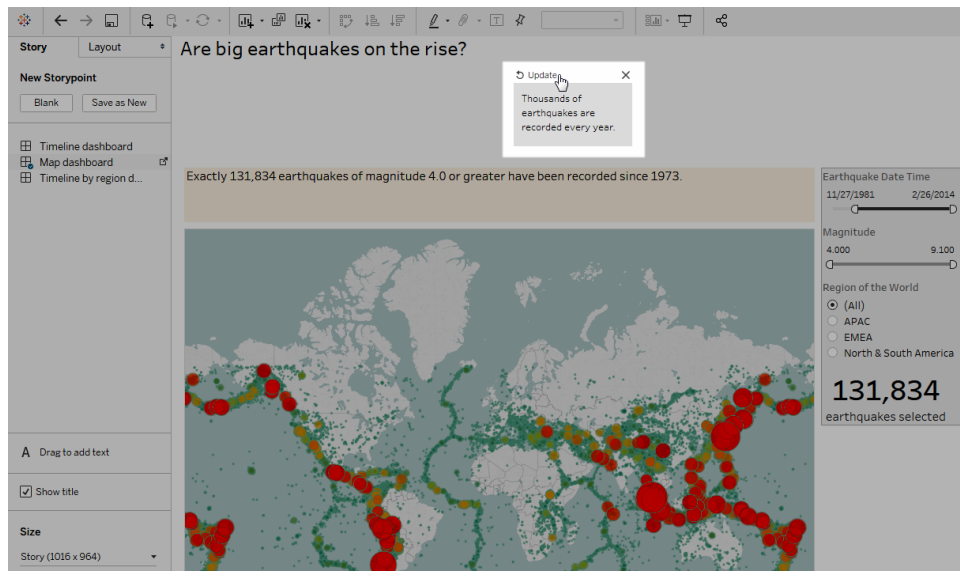 Story
Layout
Are big earthquakes on the rise?
New Storypoint
Blank
Save as New
Update
Thousands of
earthquakes are
recorded every year.
Timeline dashboard
Map dashboard
Timeline by region d...
Exactly 131,834 earthquakes of magnitude 4.0 or greater have been recorded since 1973.
Earthquake Date Time
11/27/1981 2/26/2014
Magnitude
4.000 9.100
Region of the World
(All)
APAC
EMEA
North & South America
131,834
earthquakes selected
A Drag to add text
Show title
Size
Story (1016 x 964)